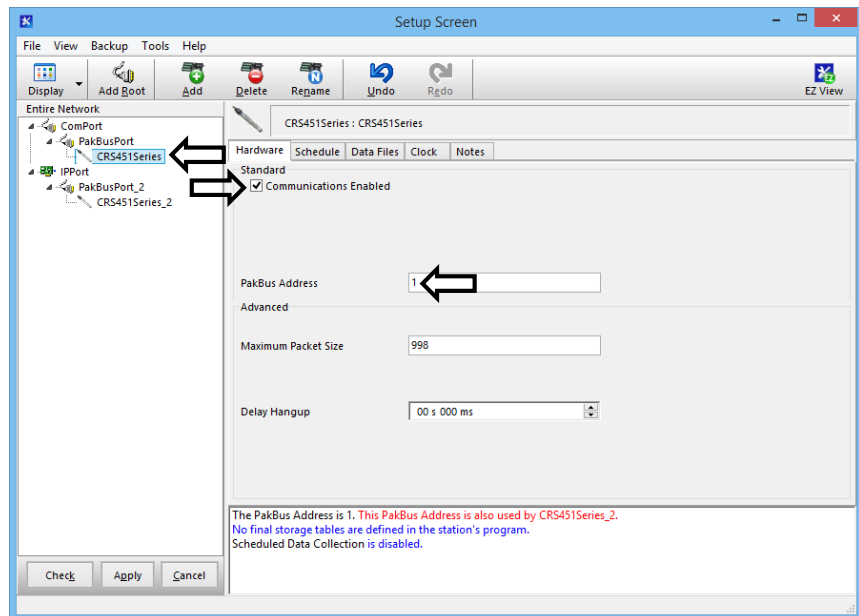 Setup Screen
File View Backup Tools Help
Display Add Root Add Delete Rename Undo Redo EZ View
Entire Network
ComPort
PakBusPort
CRS451Series
IPPort
PakBusPort_2
CRS451Series_2
CRS451Series : CRS451Series
Hardware Schedule Data Files Clock Notes
Standard
Communications Enabled
PakBus Address 1
Advanced
Maximum Packet Size 998
Delay Hangup 00 s 000 ms
The PakBus Address is 1. This PakBus Address is also used by CRS451Series_2.
No final storage tables are defined in the station's program.
Scheduled Data Collection is disabled.
Check Apply Cancel